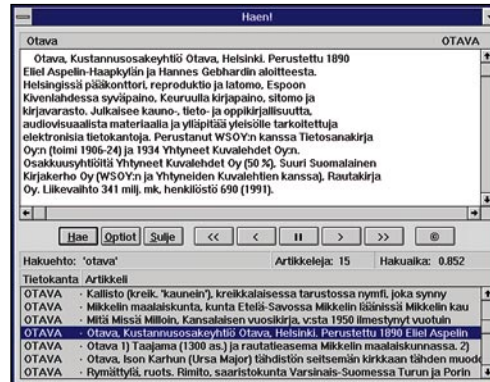 Haen!
Otava OTAVA
Otava, Kustannusosakeyhtiö Otava, Helsinki. Perustettu 1890
Eliel Aspelin-Haapkylän ja Hannes Gebhardin aloitteesta.
Helsingissä pääkonttori, reproduktio ja latomo, Espoon
Kivenlahdessa syväpaino, Keuruulla kirjapaino, sitomo ja
kirjavarasto. Julkaisee kauno-, tieto- ja oppikirjallisuutta,
audiovisuaalista materiaalia ja ylläpitää yleisölle tarkoitettuja
elektronisia tietokantoja. Perustanut WSOY:n kanssa Tietosanakirja
Oy:n (toimi 1906-24) ja 1934 Yhtyneet Kuvalehdet Oy:n.
Osakkuusyhtiöitä Yhtyneet Kuvalehdet Oy (50 %), Suuri Suomalainen
Kirjakerho Oy (WSOY:n ja Yhtyneiden Kuvalehtien kanssa), Rautakirja
Oy. Liikevaihto 341 milj. mk, henkilöstö 690 (1991).
Hae Optiot Sulje << < II > >> ©
Hakuehto: 'otava' Artikkeleja: 15 Hakuaika: 0.852
Tietokanta Artikkeli
OTAVA · Kallisto (kreik. "kaunein"), kreikkalaisessa tarustossa nymfi, joka synny
OTAVA · Mikkelin maalaiskunta, kunta Etelä-Savossa Mikkelin läänissä Mikkelin kau
OTAVA · Mitä Missä Milloin, Kansalaisen vuosikirja, v:sta 1950 ilmestynyt vuotuin
OTAVA · Otava, Kustannusosakeyhtiö Otava, Helsinki. Perustettu 1890 Eliel Aspelin
OTAVA · Otava 1) Taajama (1300 as.) ja rautatieasema Mikkelin maalaiskunnassa. 2)
OTAVA · Otava, Ison Karhun (Ursa Major) tähdistön seitsemän kirkkaan tähden muodo
OTAVA · Rymättylä, ruots. Rimito, saaristokunta Varsinais-Suomessa Turun ja Porin